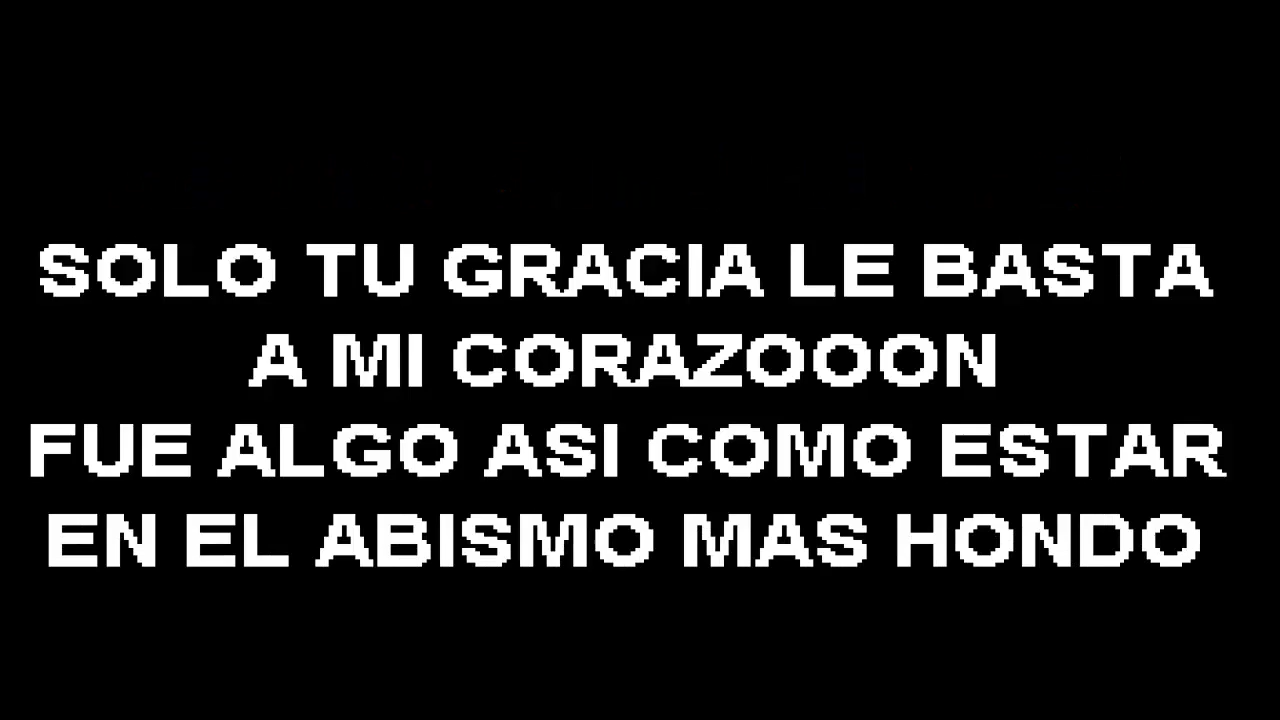 SOLO TU GRACIA LE BASTA
A MI CORAZOOON
FUE ALGO ASI COMO ESTAR
EN EL ABISMO MAS HONDO